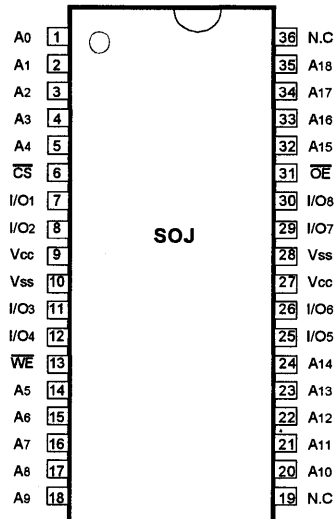 A0 1 36 N.C
A1 2 35 A18
A2 3 34 A17
A3 4 33 A16
A4 5 32 A15
C̅S̅ 6 31 O̅E̅
I/O1 7 30 I/O8
I/O2 8 29 I/O7
SOJ
Vcc 9 28 Vss
Vss 10 27 Vcc
I/O3 11 26 I/O6
I/O4 12 25 I/O5
W̅E̅ 13 24 A14
A5 14 23 A13
A6 15 22 A12
A7 16 21 A11
A8 17 20 A10
A9 18 19 N.C